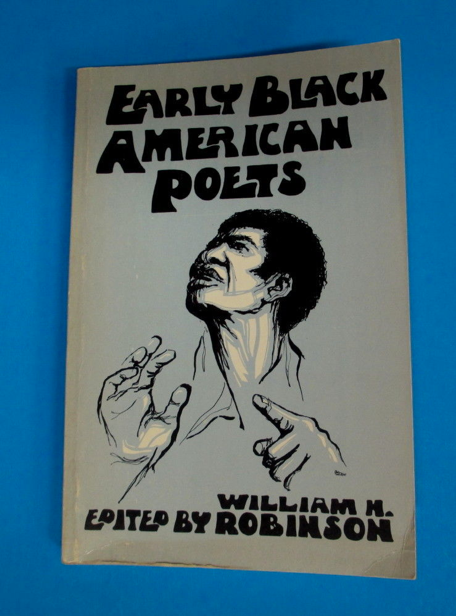 EARLY BLACK
AMERICAN
POETS
WILLIAM H.
EDITED BY ROBINSON